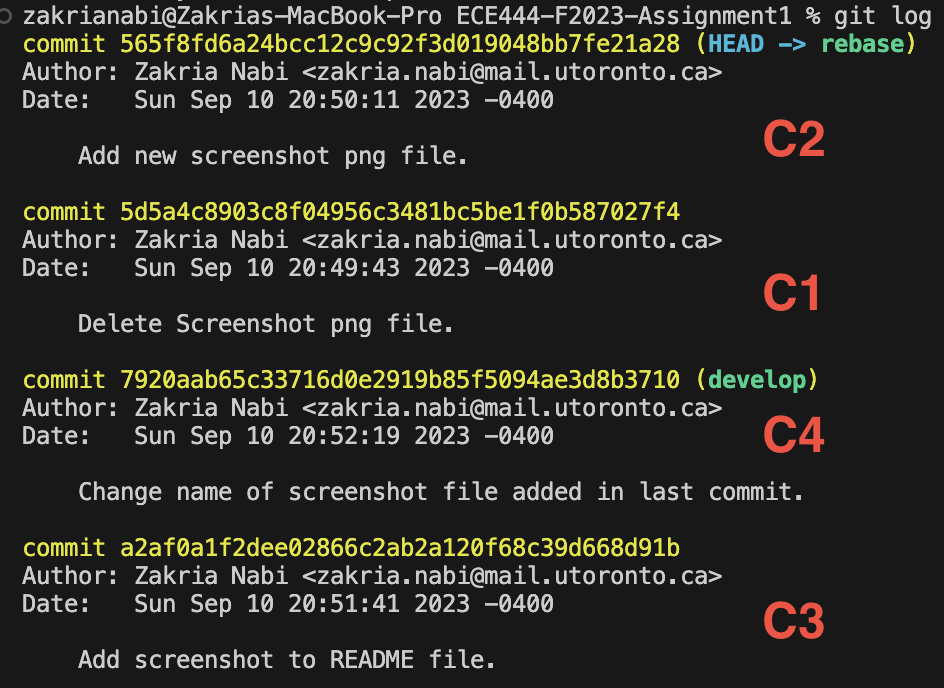 zakrianabi@Zakrias-MacBook-Pro ECE444-F2023-Assignment1 % git log
commit 565f8fd6a24bcc12c9c92f3d019048bb7fe21a28 (HEAD -> rebase)
Author: Zakria Nabi <zakria.nabi@mail.utoronto.ca>
Date:   Sun Sep 10 20:50:11 2023 -0400
C2
    Add new screenshot png file.
commit 5d5a4c8903c8f04956c3481bc5be1f0b587027f4
Author: Zakria Nabi <zakria.nabi@mail.utoronto.ca>
Date:   Sun Sep 10 20:49:43 2023 -0400
C1
    Delete Screenshot png file.
commit 7920aab65c33716d0e2919b85f5094ae3d8b3710 (develop)
Author: Zakria Nabi <zakria.nabi@mail.utoronto.ca>
Date:   Sun Sep 10 20:52:19 2023 -0400
C4
    Change name of screenshot file added in last commit.
commit a2af0a1f2dee02866c2ab2a120f68c39d668d91b
Author: Zakria Nabi <zakria.nabi@mail.utoronto.ca>
Date:   Sun Sep 10 20:51:41 2023 -0400
C3
    Add screenshot to README file.